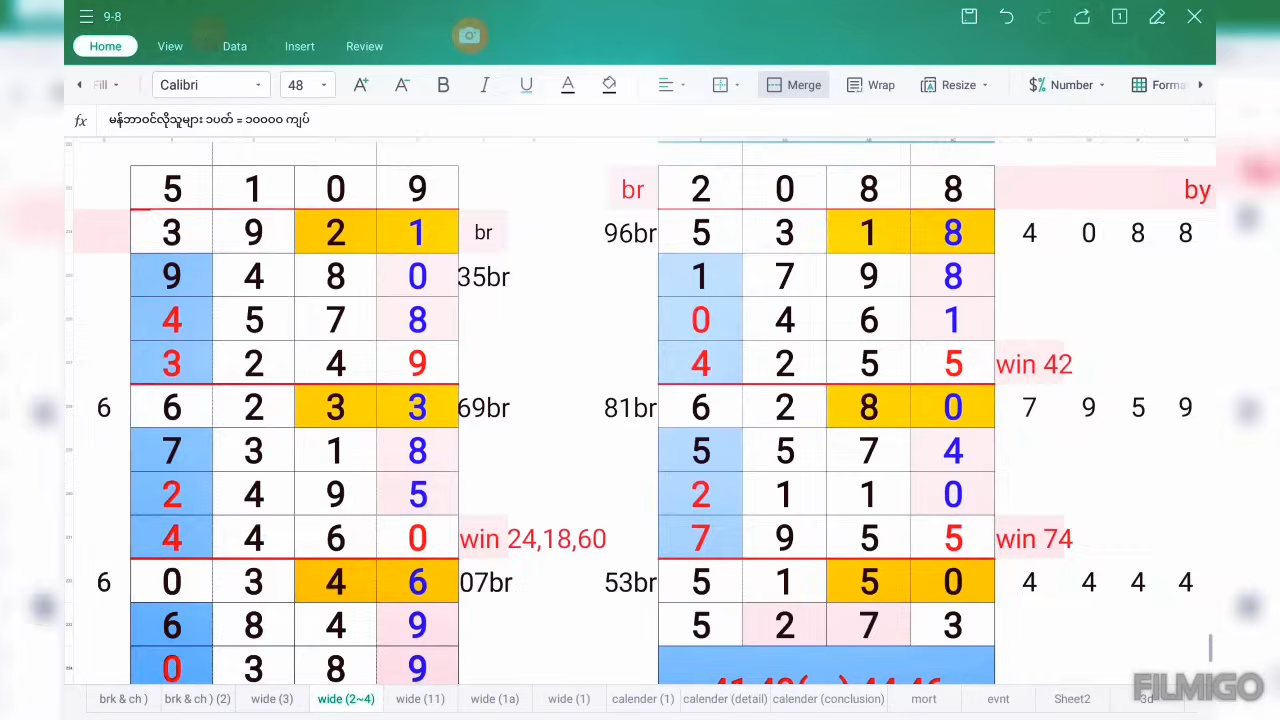 9-8
1
Home View Data Insert Review
Fill Calibri 48 B I U A Merge Wrap Resize $% Number Forma
fx မန်ဘာဝင်လိုသူများ ၁ပတ် = ၁၀၀၀၀ ကျပ်
5 1 0 9 br 2 0 8 8 by
3 9 2 1 br 96br 5 3 1 8 4 0 8 8
9 4 8 0 35br 1 7 9 8
4 5 7 8 0 4 6 1
3 2 4 9 4 2 5 5 win 42
6 6 2 3 3 69br 81br 6 2 8 0 7 9 5 9
7 3 1 8 5 5 7 4
2 4 9 5 2 1 1 0
4 4 6 0 win 24,18,60 7 9 5 5 win 74
6 0 3 4 6 07br 53br 5 1 5 0 4 4 4 4
6 8 4 9 5 2 7 3
0 3 8 9
brk & ch ) brk & ch ) (2) wide (3) wide (2~4) wide (11) wide (1a) wide (1) calender (1) calender (detail) calender (conclusion) mort evnt Sheet2 3d
FILMIGO